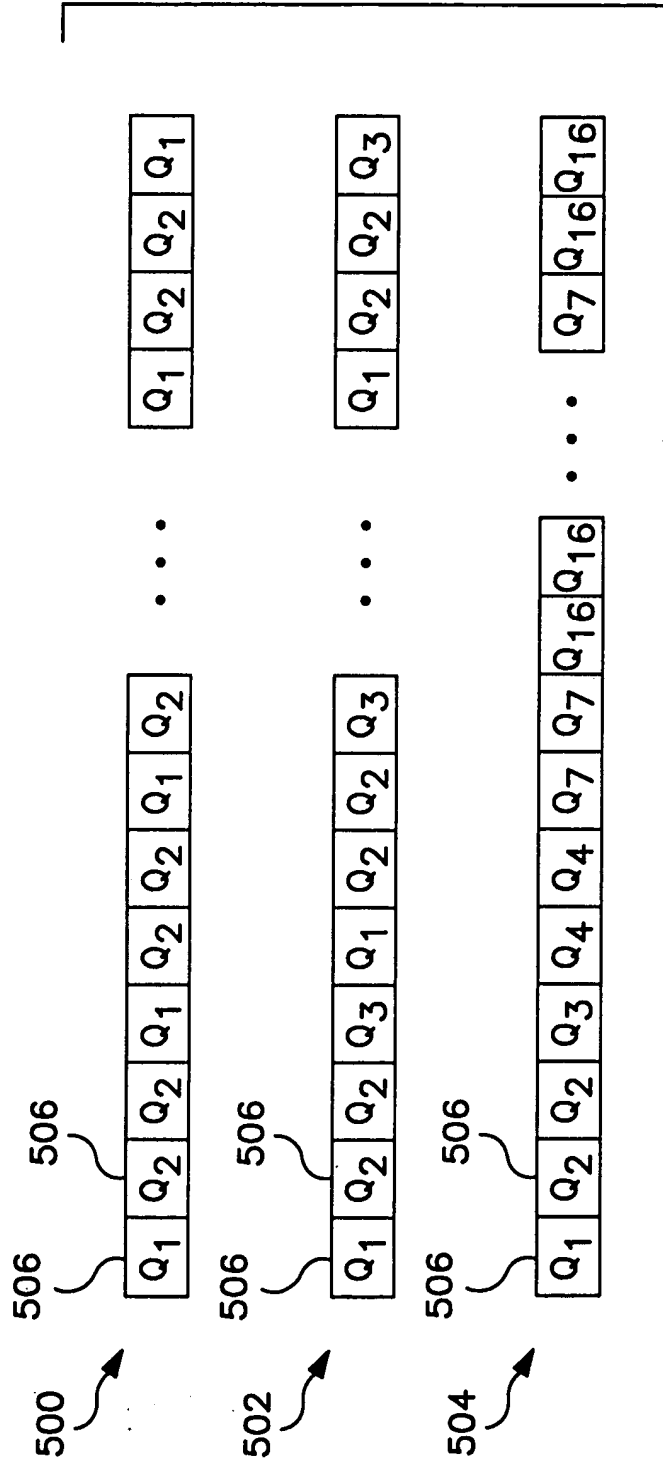 500 506 506
Q1 Q2 Q2 Q1 Q2 Q2 Q1 Q2 • • • Q1 Q2 Q2 Q1
502 506 506
Q1 Q2 Q2 Q3 Q1 Q2 Q2 Q3 • • • Q1 Q2 Q2 Q3
504 506 506
Q1 Q2 Q2 Q3 Q4 Q4 Q7 Q7 Q16 Q16 • • • Q7 Q16 Q16